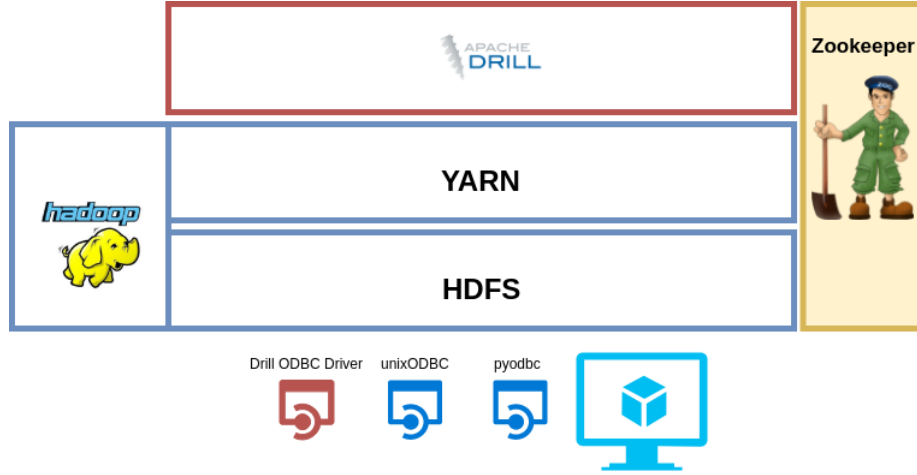 APACHE
DRILL
Zookeeper
YARN
hadoop
HDFS
Drill ODBC Driver
unixODBC
pyodbc